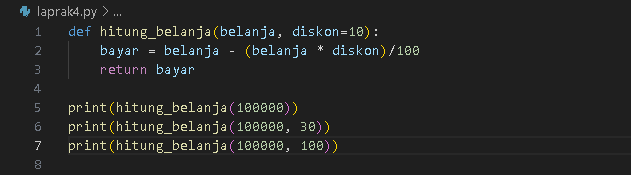 laprak4.py > ...
1 def hitung_belanja(belanja, diskon=10):
2     bayar = belanja - (belanja * diskon)/100
3     return bayar
4
5 print(hitung_belanja(100000))
6 print(hitung_belanja(100000, 30))
7 print(hitung_belanja(100000, 100))
8